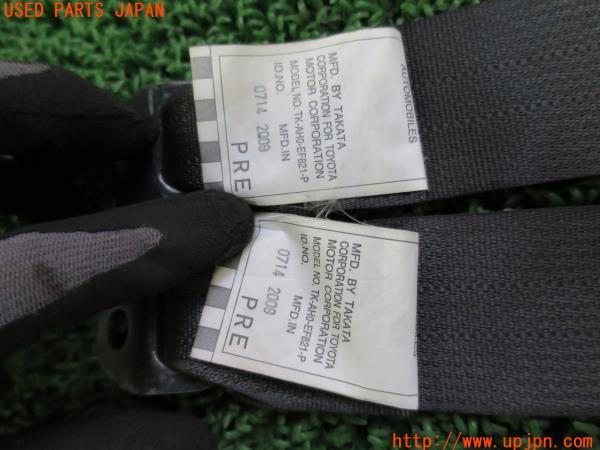 USED PARTS JAPAN
AUTOMOBILES
MFD. BY TAKATA
CORPORATION FOR TOYOTA
MOTOR CORPORATION
MODEL NO. TK-AH0-EF821-P
ID.NO. MFD.IN
0714 2009
PRE
MFD. BY TAKATA
CORPORATION FOR TOYOTA
MOTOR CORPORATION
MODEL NO. TK-AH0-EF821-P
ID.NO. MFD.IN
0714 2009
PRE
http://www.upjpn.com/